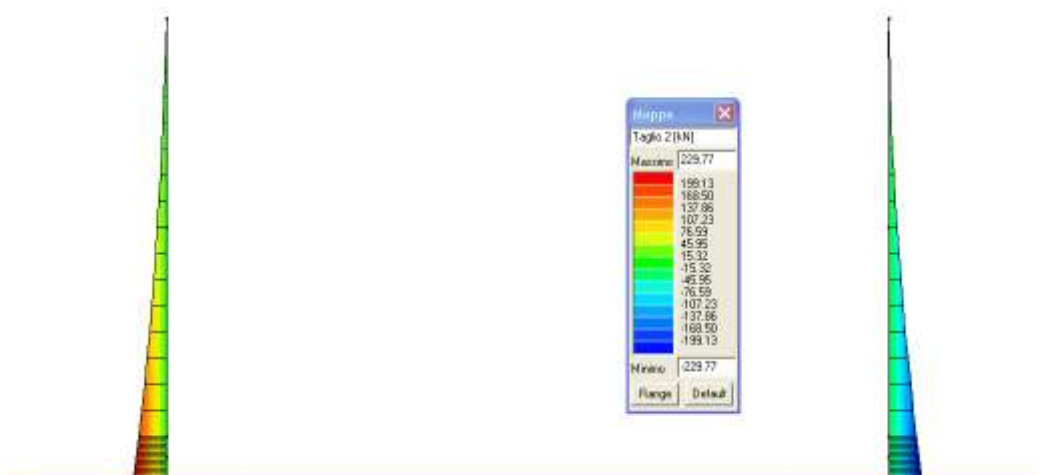 Mappa
Taglio 2 [kN]
Massimo 229.77
199.13
168.50
137.86
107.23
76.59
45.95
15.32
-15.32
-45.95
-76.59
-107.23
-137.86
-168.50
-199.13
Minimo -229.77
Range Default